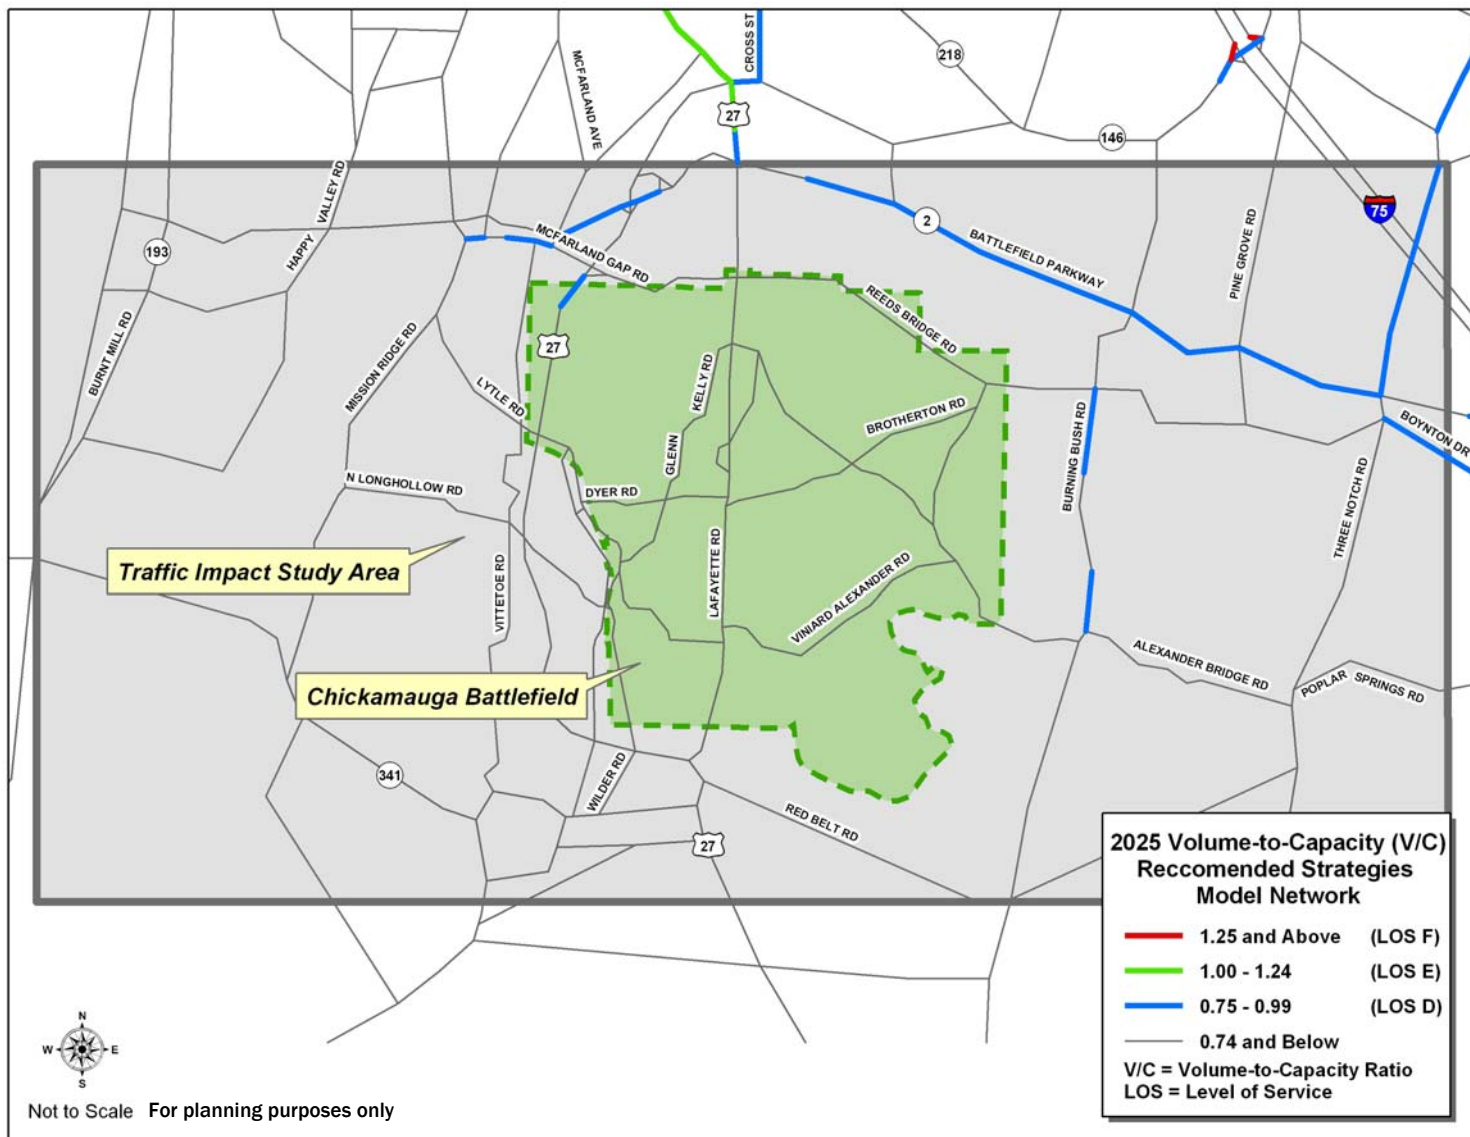 CROSS ST
218
MCFARLAND AVE
27
146
HAPPY VALLEY RD
75
193
MCFARLAND GAP RD
2
BATTLEFIELD PARKWAY
PINE GROVE RD
BURNT MILL RD
REEDS BRIDGE RD
27
MISSION RIDGE RD
LYTLE RD
KELLY RD
GLENN
BROTHERTON RD
BURNING BUSH RD
BOYNTON DR
N LONGHOLLOW RD
DYER RD
THREE NOTCH RD
Traffic Impact Study Area
VITTETOE RD
LAFAYETTE RD
VINIARD ALEXANDER RD
ALEXANDER BRIDGE RD
POPLAR SPRINGS RD
Chickamauga Battlefield
341
WILDER RD
RED BELT RD
27
2025 Volume-to-Capacity (V/C)
Reccomended Strategies
Model Network
1.25 and Above (LOS F)
1.00 - 1.24 (LOS E)
0.75 - 0.99 (LOS D)
0.74 and Below
V/C = Volume-to-Capacity Ratio
LOS = Level of Service
N
W E
S
Not to Scale For planning purposes only